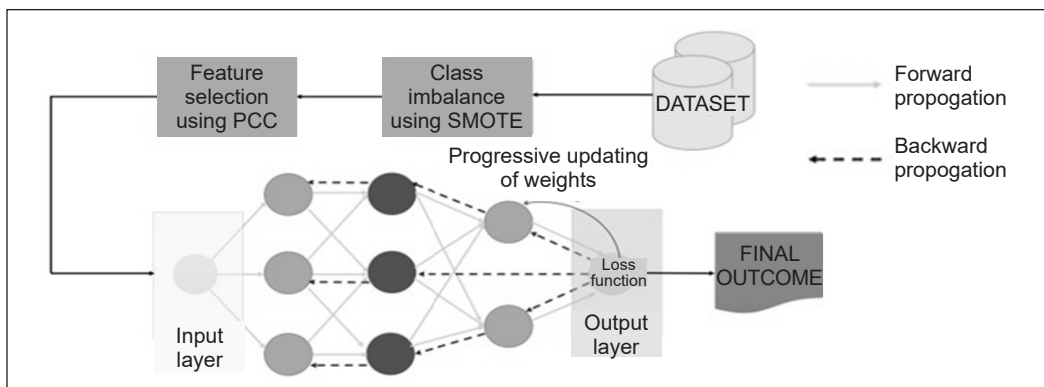 Feature
selection
using PCC
Class
imbalance
using SMOTE
DATASET
Forward
propogation
Backward
propogation
Progressive updating
of weights
Loss
function
FINAL
OUTCOME
Input
layer
Output
layer